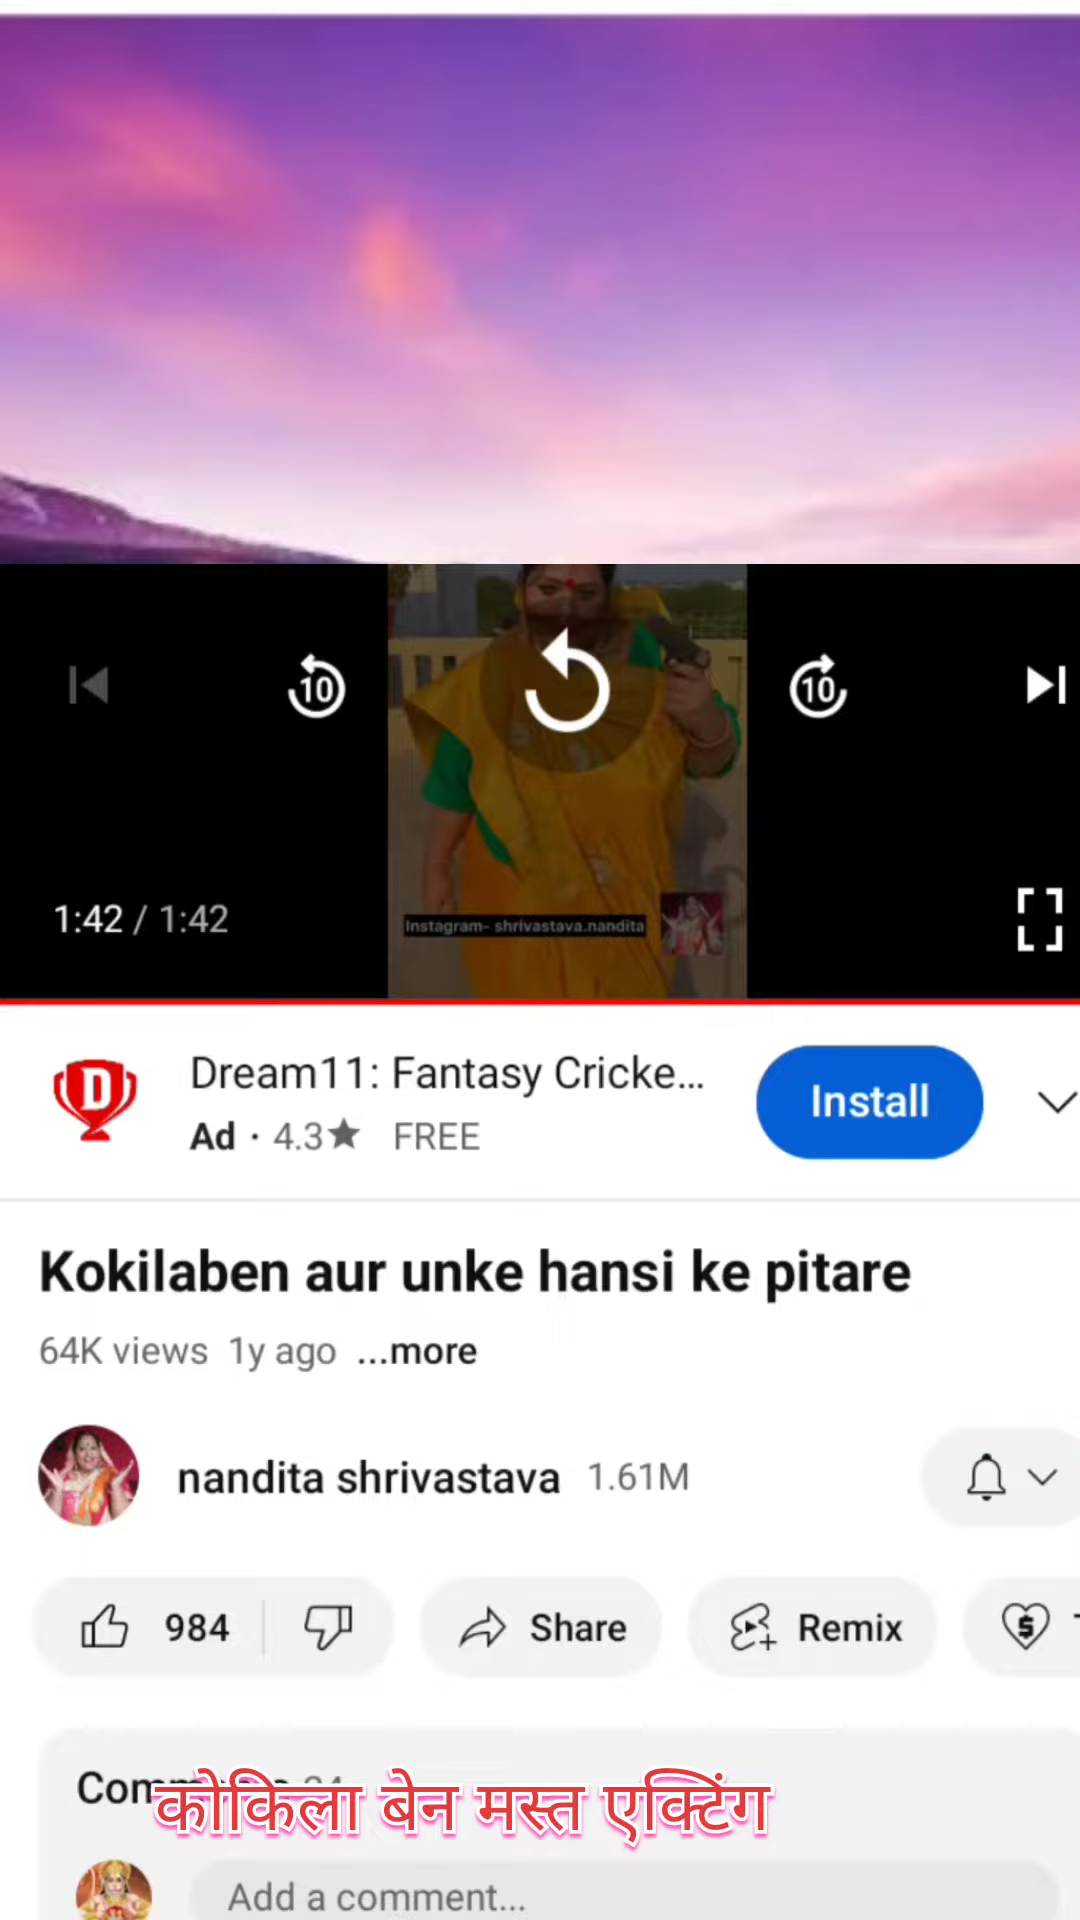 10
10
1:42 / 1:42
Instagram- shrivastava.nandita
D
Dream11: Fantasy Cricke...
Ad · 4.3★ FREE
Install
Kokilaben aur unke hansi ke pitare
64K views 1y ago ...more
nandita shrivastava 1.61M
984
Share
Remix
कोकिला बेन मस्त एक्टिंग
Add a comment...